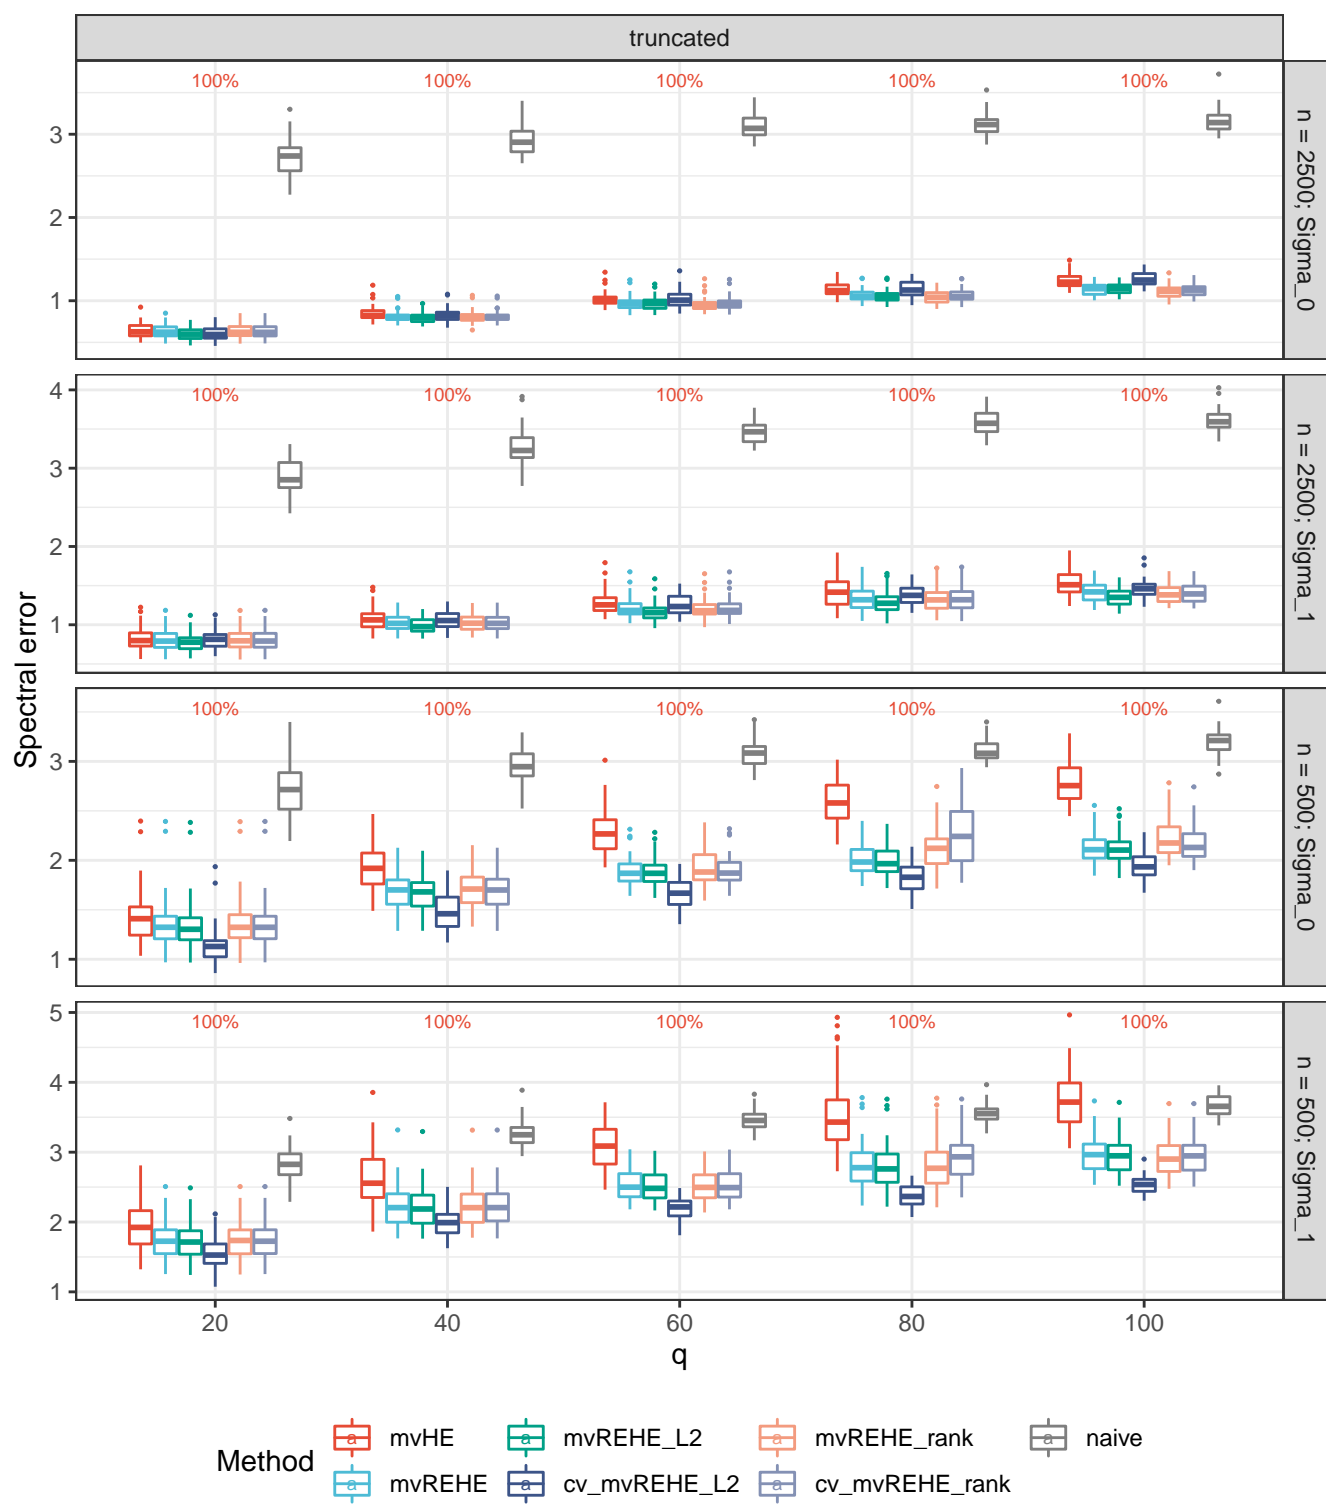 truncated
100% 100% 100% 100% 100%
3
2
1
n = 2500; Sigma_0
100% 100% 100% 100% 100%
4
3
2
1
n = 2500; Sigma_1
Spectral error
100% 100% 100% 100% 100%
3
2
1
n = 500; Sigma_0
100% 100% 100% 100% 100%
5
4
3
2
1
n = 500; Sigma_1
20 40 60 80 100
q
Method
a mvHE a mvREHE_L2 a mvREHE_rank a naive
a mvREHE a cv_mvREHE_L2 a cv_mvREHE_rank